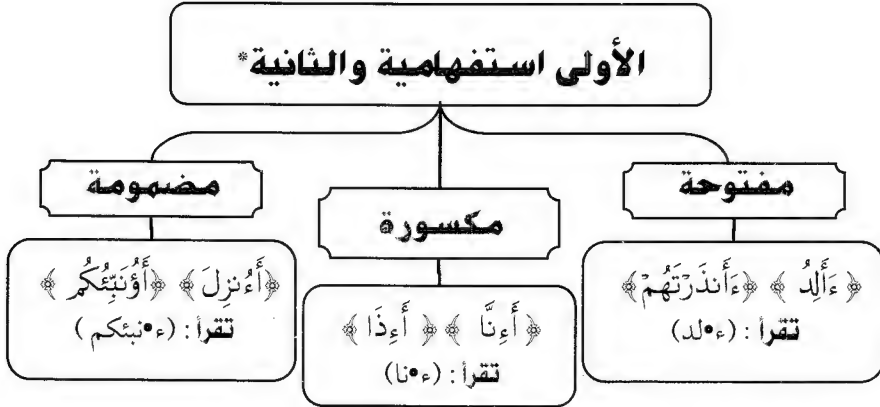 الأولى استفهامية والثانية*
مفتوحة
﴿ءَأَلِدُ﴾ ﴿ءَأَنذَرْتَهُمْ﴾
تقرأ: (ء•لد)
مكسورة
﴿أَءِنَّا﴾ ﴿أَءِذَا﴾
تقرأ: (ء•نا)
مضمومة
﴿أَءُنزِلَ﴾ ﴿أَؤُنَبِّئُكُم﴾
تقرأ: (ء•نبئكم)